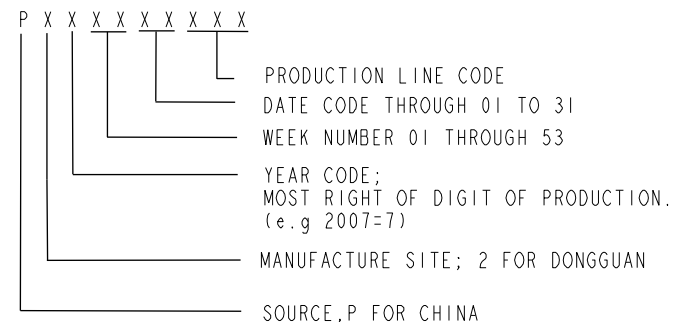 P X X X X X X X X X
PRODUCTION LINE CODE
DATE CODE THROUGH 01 TO 31
WEEK NUMBER 01 THROUGH 53
YEAR CODE;
MOST RIGHT OF DIGIT OF PRODUCTION.
(e.g 2007=7)
MANUFACTURE SITE; 2 FOR DONGGUAN
SOURCE,P FOR CHINA